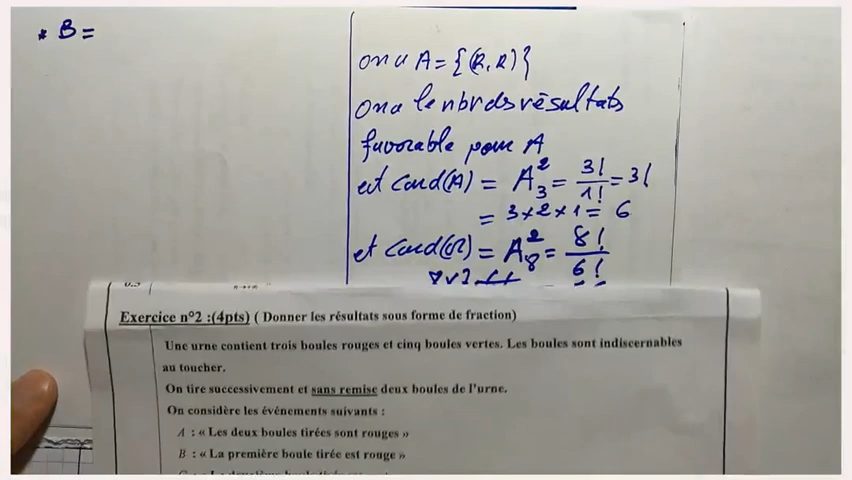 * B =
on a A = {(R, R)}
on a le nbr ds résultats
favorable pour A
est Card(A) = A₃² = 3!/1! = 3!
= 3×2×1 = 6
et Card(Ω) = A₈² = 8!/6!
Exercice n°2 :(4pts) ( Donner les résultats sous forme de fraction)
Une urne contient trois boules rouges et cinq boules vertes. Les boules sont indiscernables
au toucher.
On tire successivement et sans remise deux boules de l'urne.
On considère les événements suivants :
A : « Les deux boules tirées sont rouges »
B : « La première boule tirée est rouge »